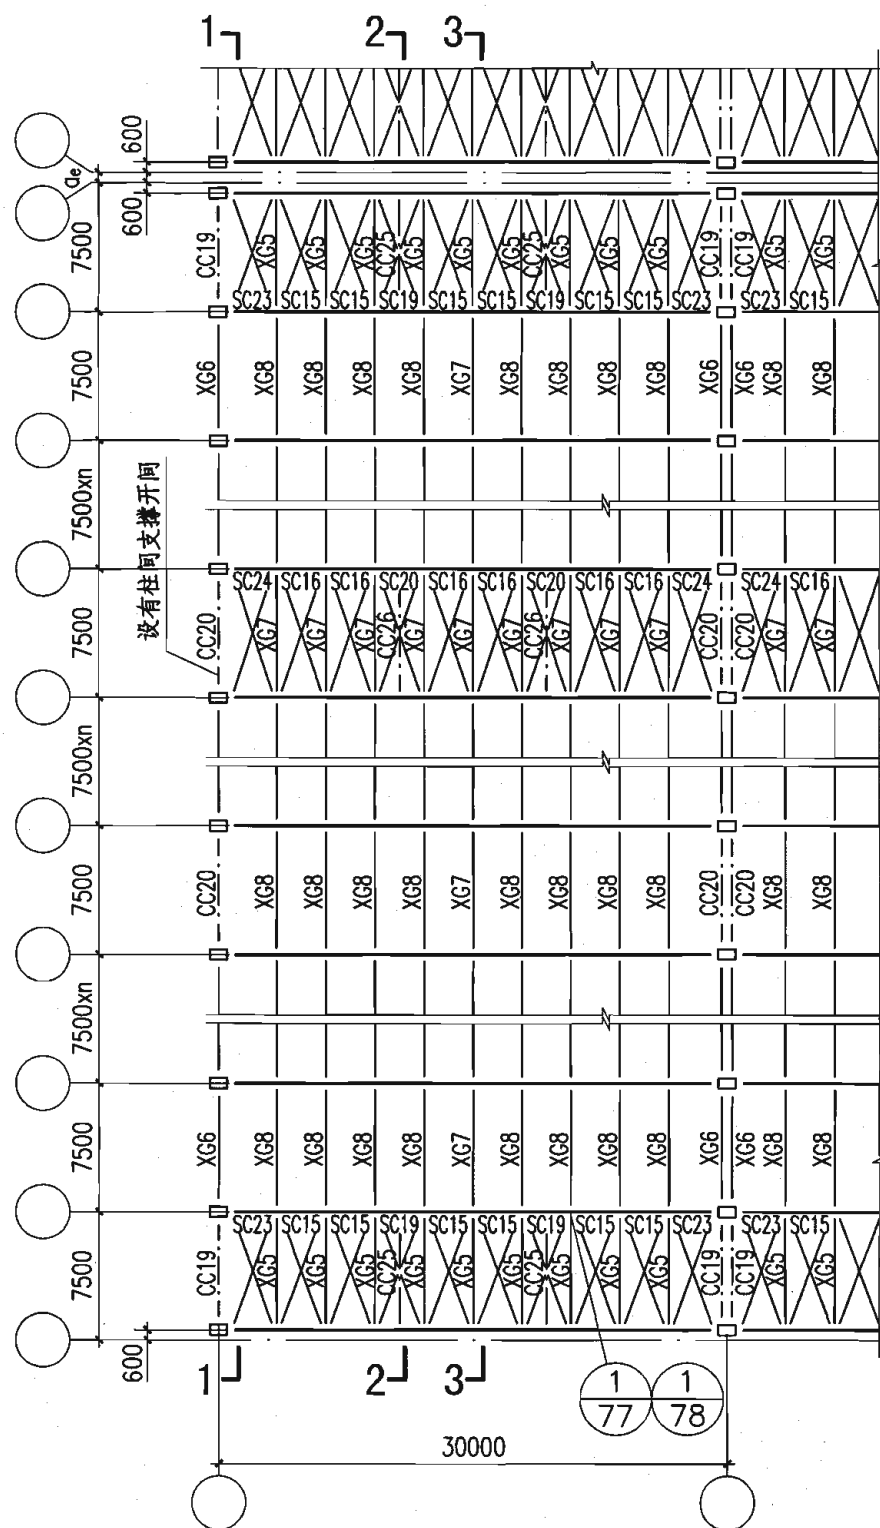 1 2 3
600
ae
600
7500
CC19 XG5 XG5 XG5 CC25 XG5 XG5 XG5 CC25 XG5 XG5 XG5 CC19 CC19 XG5 XG5
SC23 SC15 SC15 SC19 SC15 SC15 SC19 SC15 SC15 SC23 SC23 SC15
7500
XG6 XG8 XG8 XG8 XG8 XG7 XG8 XG8 XG8 XG8 XG6 XG6 XG8 XG8
7500xn
设有柱间支撑开间
SC24 SC16 SC16 SC20 SC16 SC16 SC20 SC16 SC16 SC24 SC24 SC16
7500
CC20 XG7 XG7 XG7 CC26 XG7 XG7 XG7 CC26 XG7 XG7 XG7 CC20 CC20 XG7 XG7
7500xn
7500
CC20 XG8 XG8 XG8 XG8 XG7 XG8 XG8 XG8 XG8 CC20 CC20 XG8 XG8
7500xn
7500
XG6 XG8 XG8 XG8 XG8 XG7 XG8 XG8 XG8 XG8 XG6 XG6 XG8 XG8
SC23 SC15 SC15 SC19 SC15 SC15 SC19 SC15 SC15 SC23 SC23 SC15
7500
CC19 XG5 XG5 XG5 CC25 XG5 XG5 XG5 CC25 XG5 XG5 XG5 CC19 CC19 XG5 XG5
600
1 2 3
1 1
77 78
30000